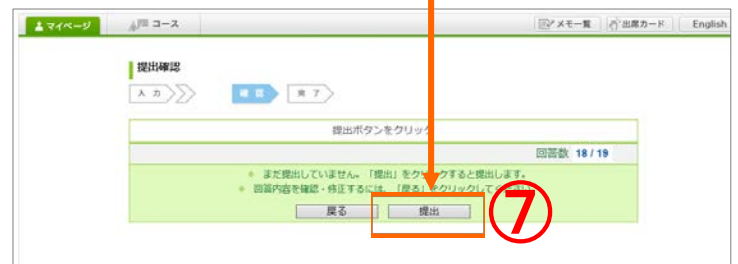 マイページ コース メモ一覧 出席カード English
提出確認
入力 確認 完了
提出ボタンをクリック
回答数 18 / 19
まだ提出していません。「提出」をクリックすると提出します。
回答内容を確認・修正するには、「戻る」をクリックしてください。
戻る 提出
⑦